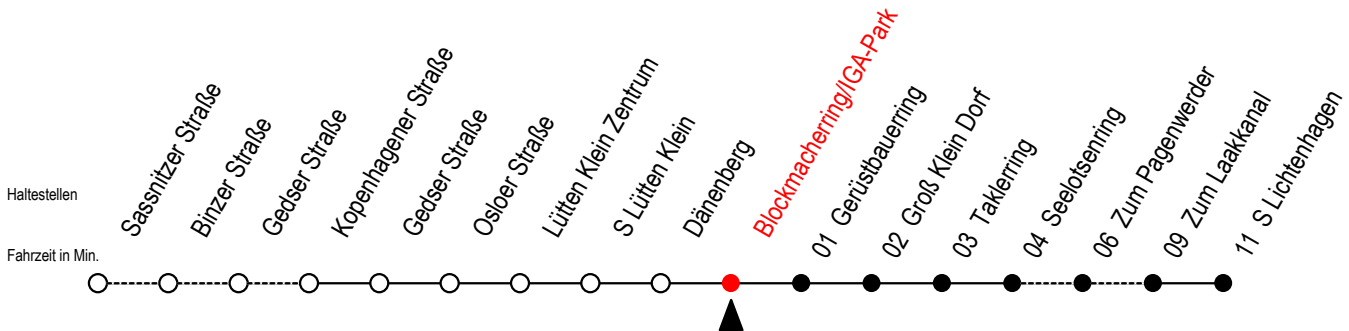 Haltestellen
Fahrzeit in Min.
Sassnitzer Straße
Binzer Straße
Gedser Straße
Kopenhagener Straße
Gedser Straße
Osloer Straße
Lütten Klein Zentrum
S Lütten Klein
Dänenberg
Blockmacherring/IGA-Park
01 Gerüstbauerring
02 Groß Klein Dorf
03 Taklerring
04 Seelotsenring
06 Zum Pagenwerder
09 Zum Laakkanal
11 S Lichtenhagen